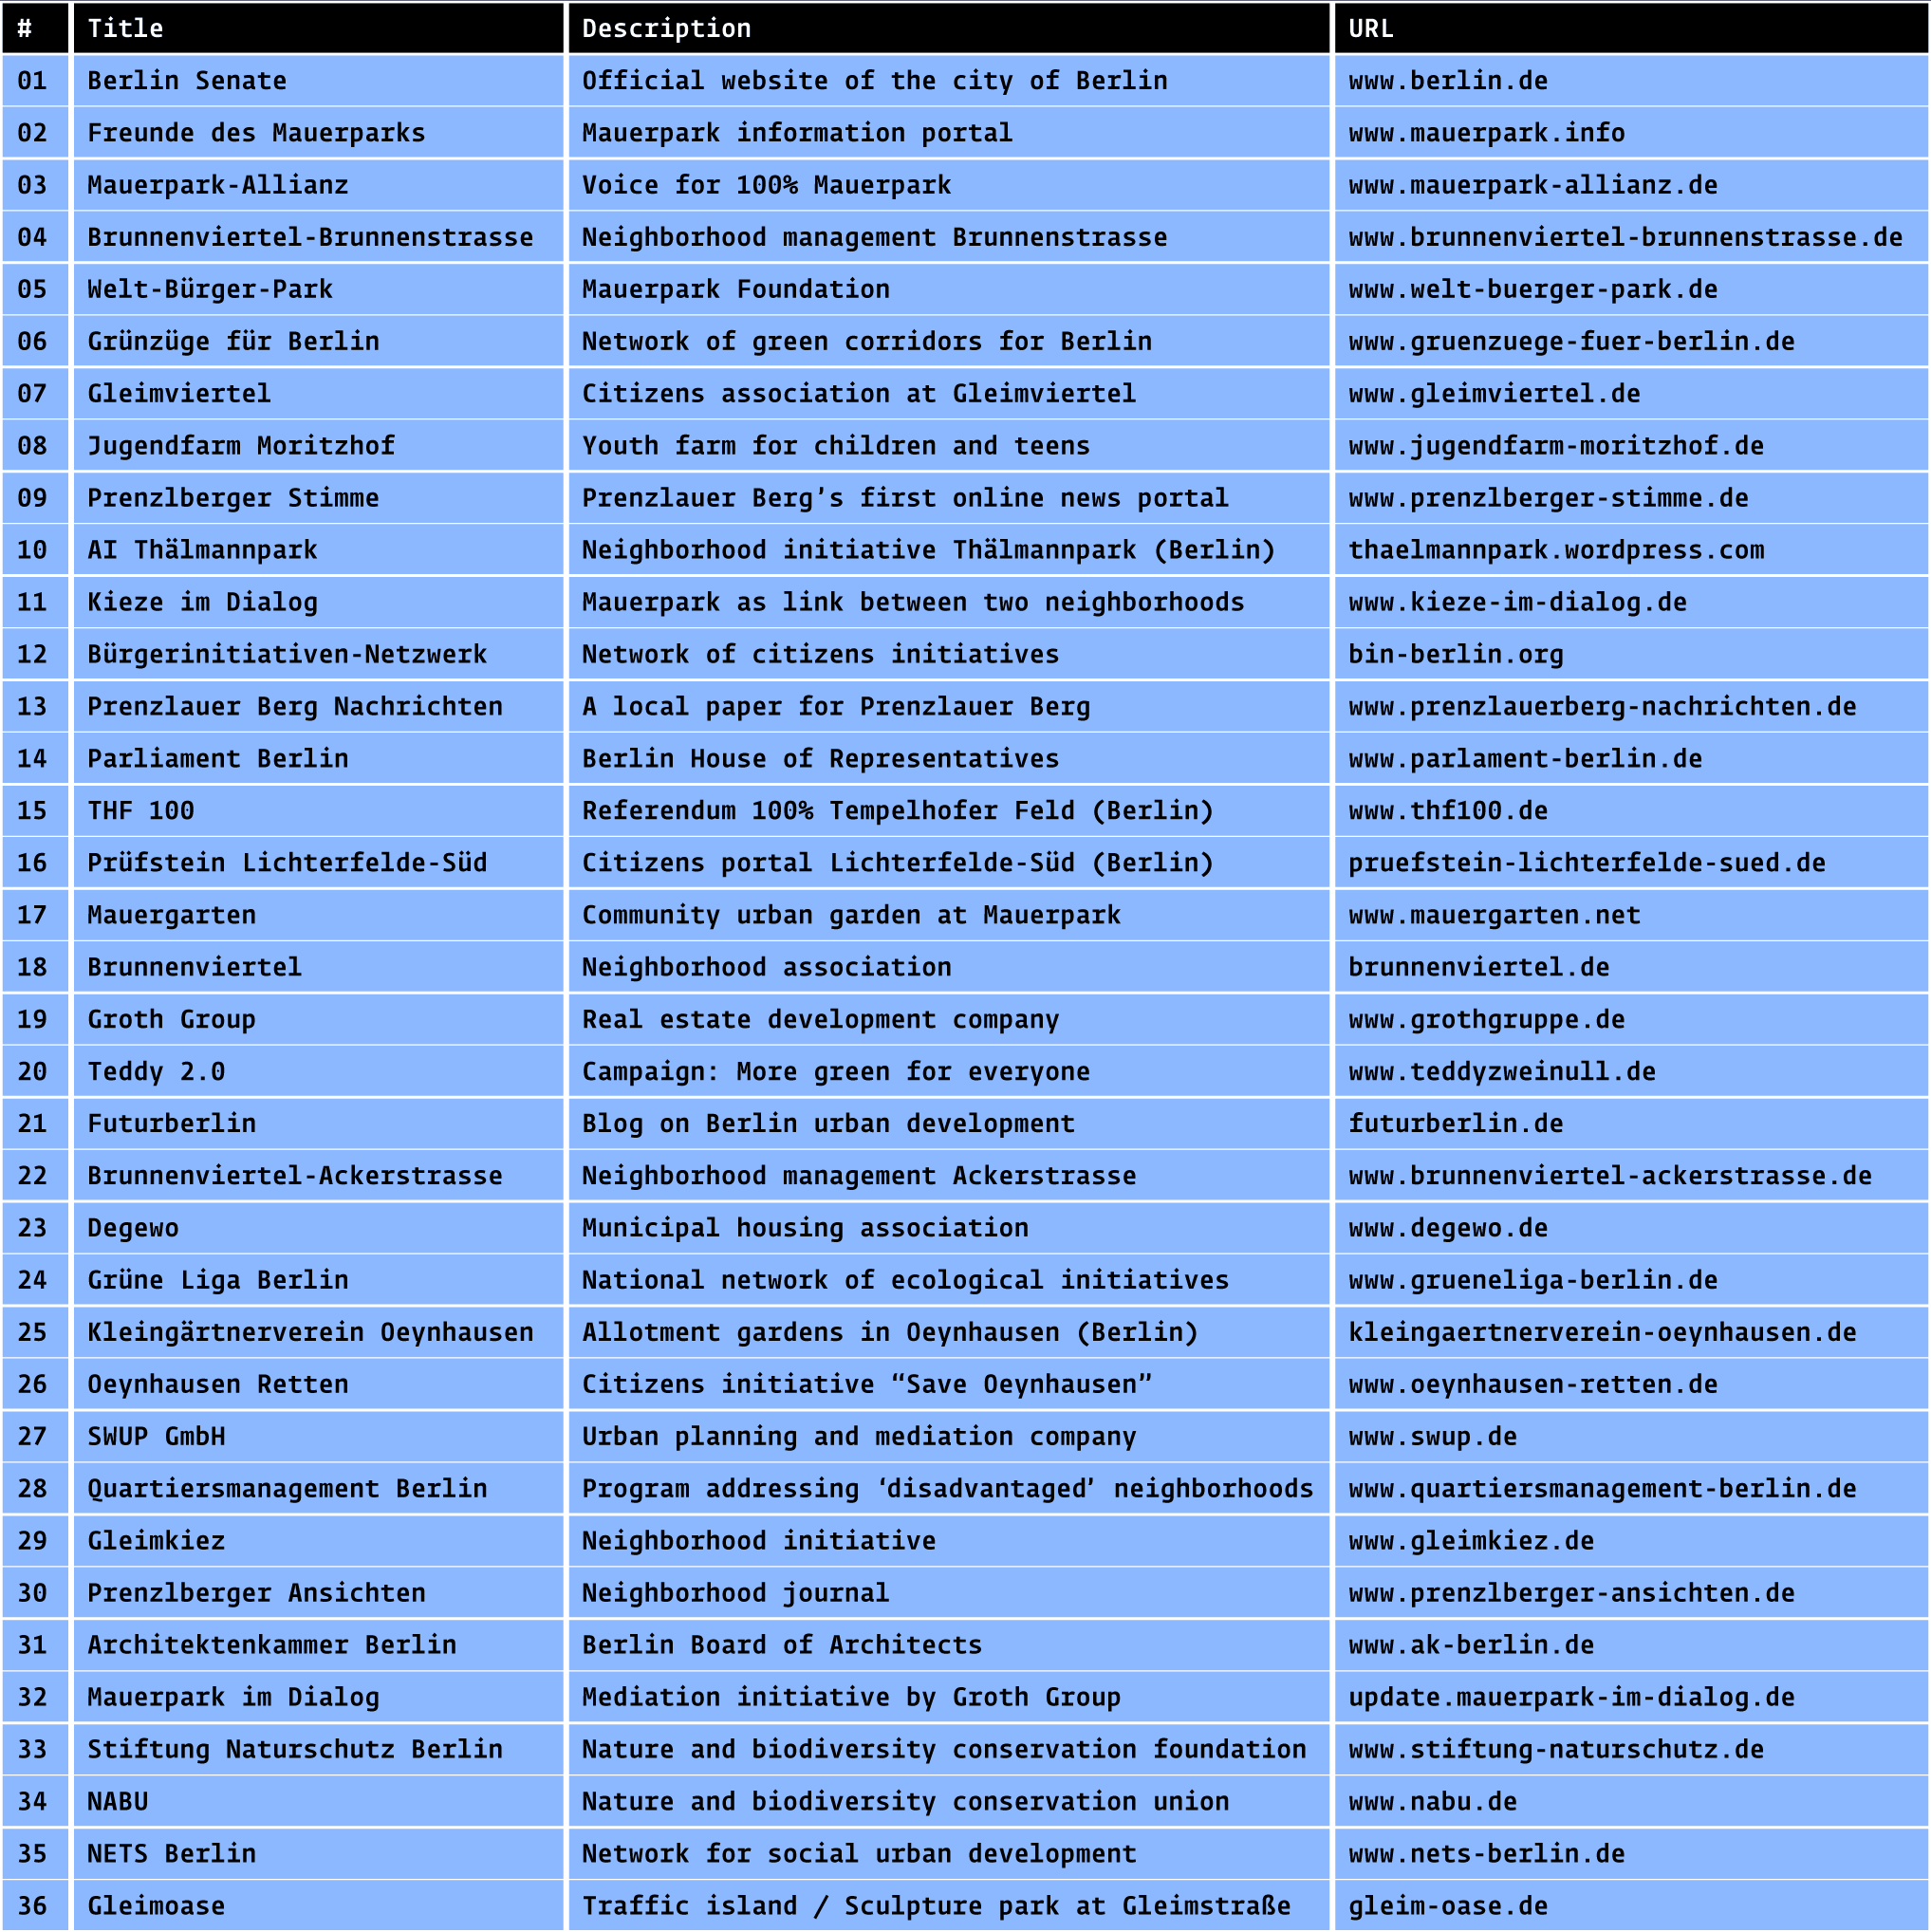 # Title Description URL
01 Berlin Senate Official website of the city of Berlin www.berlin.de
02 Freunde des Mauerparks Mauerpark information portal www.mauerpark.info
03 Mauerpark-Allianz Voice for 100% Mauerpark www.mauerpark-allianz.de
04 Brunnenviertel-Brunnenstrasse Neighborhood management Brunnenstrasse www.brunnenviertel-brunnenstrasse.de
05 Welt-Bürger-Park Mauerpark Foundation www.welt-buerger-park.de
06 Grünzüge für Berlin Network of green corridors for Berlin www.gruenzuege-fuer-berlin.de
07 Gleimviertel Citizens association at Gleimviertel www.gleimviertel.de
08 Jugendfarm Moritzhof Youth farm for children and teens www.jugendfarm-moritzhof.de
09 Prenzlberger Stimme Prenzlauer Berg’s first online news portal www.prenzlberger-stimme.de
10 AI Thälmannpark Neighborhood initiative Thälmannpark (Berlin) thaelmannpark.wordpress.com
11 Kieze im Dialog Mauerpark as link between two neighborhoods www.kieze-im-dialog.de
12 Bürgerinitiativen-Netzwerk Network of citizens initiatives bin-berlin.org
13 Prenzlauer Berg Nachrichten A local paper for Prenzlauer Berg www.prenzlauerberg-nachrichten.de
14 Parliament Berlin Berlin House of Representatives www.parlament-berlin.de
15 THF 100 Referendum 100% Tempelhofer Feld (Berlin) www.thf100.de
16 Prüfstein Lichterfelde-Süd Citizens portal Lichterfelde-Süd (Berlin) pruefstein-lichterfelde-sued.de
17 Mauergarten Community urban garden at Mauerpark www.mauergarten.net
18 Brunnenviertel Neighborhood association brunnenviertel.de
19 Groth Group Real estate development company www.grothgruppe.de
20 Teddy 2.0 Campaign: More green for everyone www.teddyzweinull.de
21 Futurberlin Blog on Berlin urban development futurberlin.de
22 Brunnenviertel-Ackerstrasse Neighborhood management Ackerstrasse www.brunnenviertel-ackerstrasse.de
23 Degewo Municipal housing association www.degewo.de
24 Grüne Liga Berlin National network of ecological initiatives www.grueneliga-berlin.de
25 Kleingärtnerverein Oeynhausen Allotment gardens in Oeynhausen (Berlin) kleingaertnerverein-oeynhausen.de
26 Oeynhausen Retten Citizens initiative “Save Oeynhausen” www.oeynhausen-retten.de
27 SWUP GmbH Urban planning and mediation company www.swup.de
28 Quartiersmanagement Berlin Program addressing ‘disadvantaged’ neighborhoods www.quartiersmanagement-berlin.de
29 Gleimkiez Neighborhood initiative www.gleimkiez.de
30 Prenzlberger Ansichten Neighborhood journal www.prenzlberger-ansichten.de
31 Architektenkammer Berlin Berlin Board of Architects www.ak-berlin.de
32 Mauerpark im Dialog Mediation initiative by Groth Group update.mauerpark-im-dialog.de
33 Stiftung Naturschutz Berlin Nature and biodiversity conservation foundation www.stiftung-naturschutz.de
34 NABU Nature and biodiversity conservation union www.nabu.de
35 NETS Berlin Network for social urban development www.nets-berlin.de
36 Gleimoase Traffic island / Sculpture park at Gleimstraße gleim-oase.de